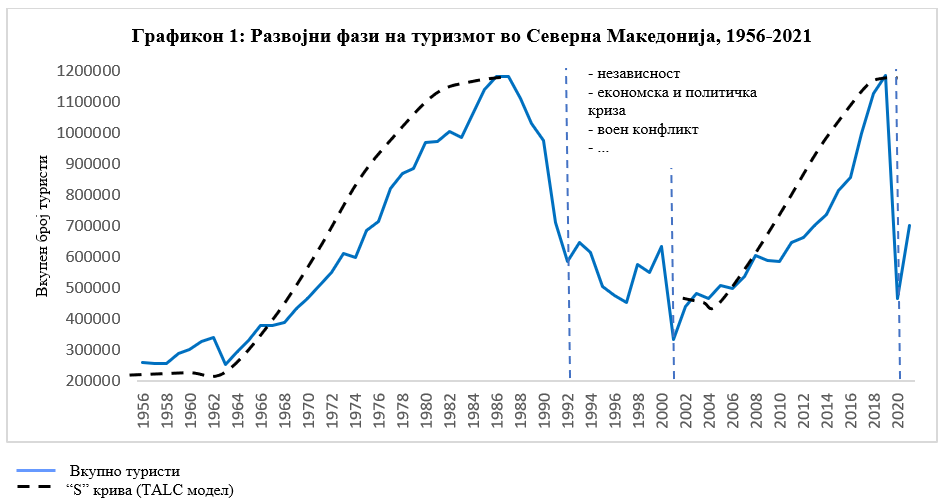 Графикон 1: Развојни фази на туризмот во Северна Македонија, 1956-2021
1200000
1100000
1000000
900000
800000
700000
600000
500000
400000
300000
200000
Вкупен број туристи
- независност
- економска и политичка
криза
- воен конфликт
- ...
1956 1958 1960 1962 1964 1966 1968 1970 1972 1974 1976 1978 1980 1982 1984 1986 1988 1990 1992 1994 1996 1998 2000 2002 2004 2006 2008 2010 2012 2014 2016 2018 2020
Вкупно туристи
“S” крива (TALC модел)